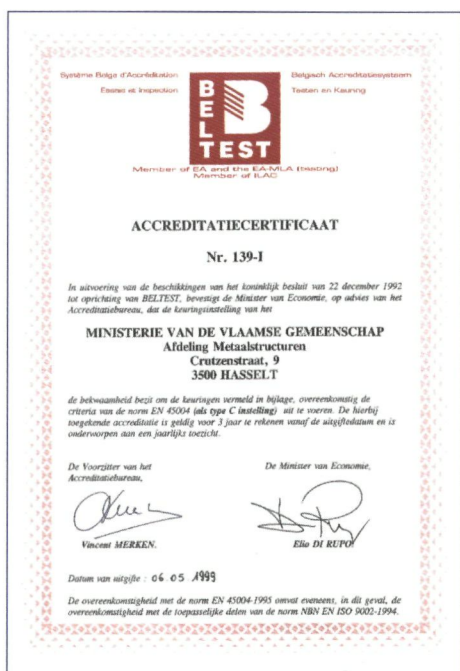 Système Belge d'Accréditation
Essais et Inspection
BELTEST
Belgisch Accreditatiesysteem
Testen en Keuring
Member of EA and the EA-MLA (testing)
Member of ILAC
ACCREDITATIECERTIFICAAT
Nr. 139-I
In uitvoering van de beschikkingen van het koninklijk besluit van 22 december 1992
tot oprichting van BELTEST, bevestigt de Minister van Economie, op advies van het
Accreditatiebureau, dat de keuringsinstelling van het
MINISTERIE VAN DE VLAAMSE GEMEENSCHAP
Afdeling Metaalstructuren
Crutzenstraat, 9
3500 HASSELT
de bekwaamheid bezit om de keuringen vermeld in bijlage, overeenkomstig de
criteria van de norm EN 45004 (als type C instelling) uit te voeren. De hierbij
toegekende accreditatie is geldig voor 3 jaar te rekenen vanaf de uitgiftedatum en is
onderworpen aan een jaarlijks toezicht.
De Voorzitter van het
Accreditatiebureau,
De Minister van Economie,
Vincent MERKEN.
Elio DI RUPO
Datum van uitgifte : 06.05 1999
De overeenkomstigheid met de norm EN 45004-1995 omvat eveneens, in dit geval, de
overeenkomstigheid met de toepasselijke delen van de norm NBN EN ISO 9002-1994.